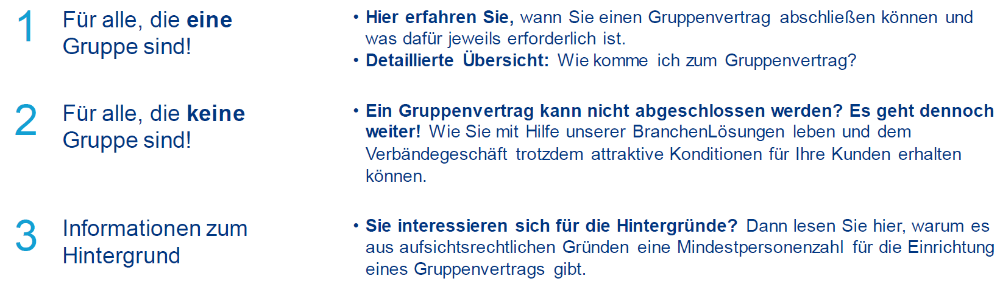 1
Für alle, die eine
Gruppe sind!
• Hier erfahren Sie, wann Sie einen Gruppenvertrag abschließen können und
was dafür jeweils erforderlich ist.
• Detaillierte Übersicht: Wie komme ich zum Gruppenvertrag?
2
Für alle, die keine
Gruppe sind!
• Ein Gruppenvertrag kann nicht abgeschlossen werden? Es geht dennoch
weiter! Wie Sie mit Hilfe unserer BranchenLösungen leben und dem
Verbändegeschäft trotzdem attraktive Konditionen für Ihre Kunden erhalten
können.
3
Informationen zum
Hintergrund
• Sie interessieren sich für die Hintergründe? Dann lesen Sie hier, warum es
aus aufsichtsrechtlichen Gründen eine Mindestpersonenzahl für die Einrichtung
eines Gruppenvertrags gibt.